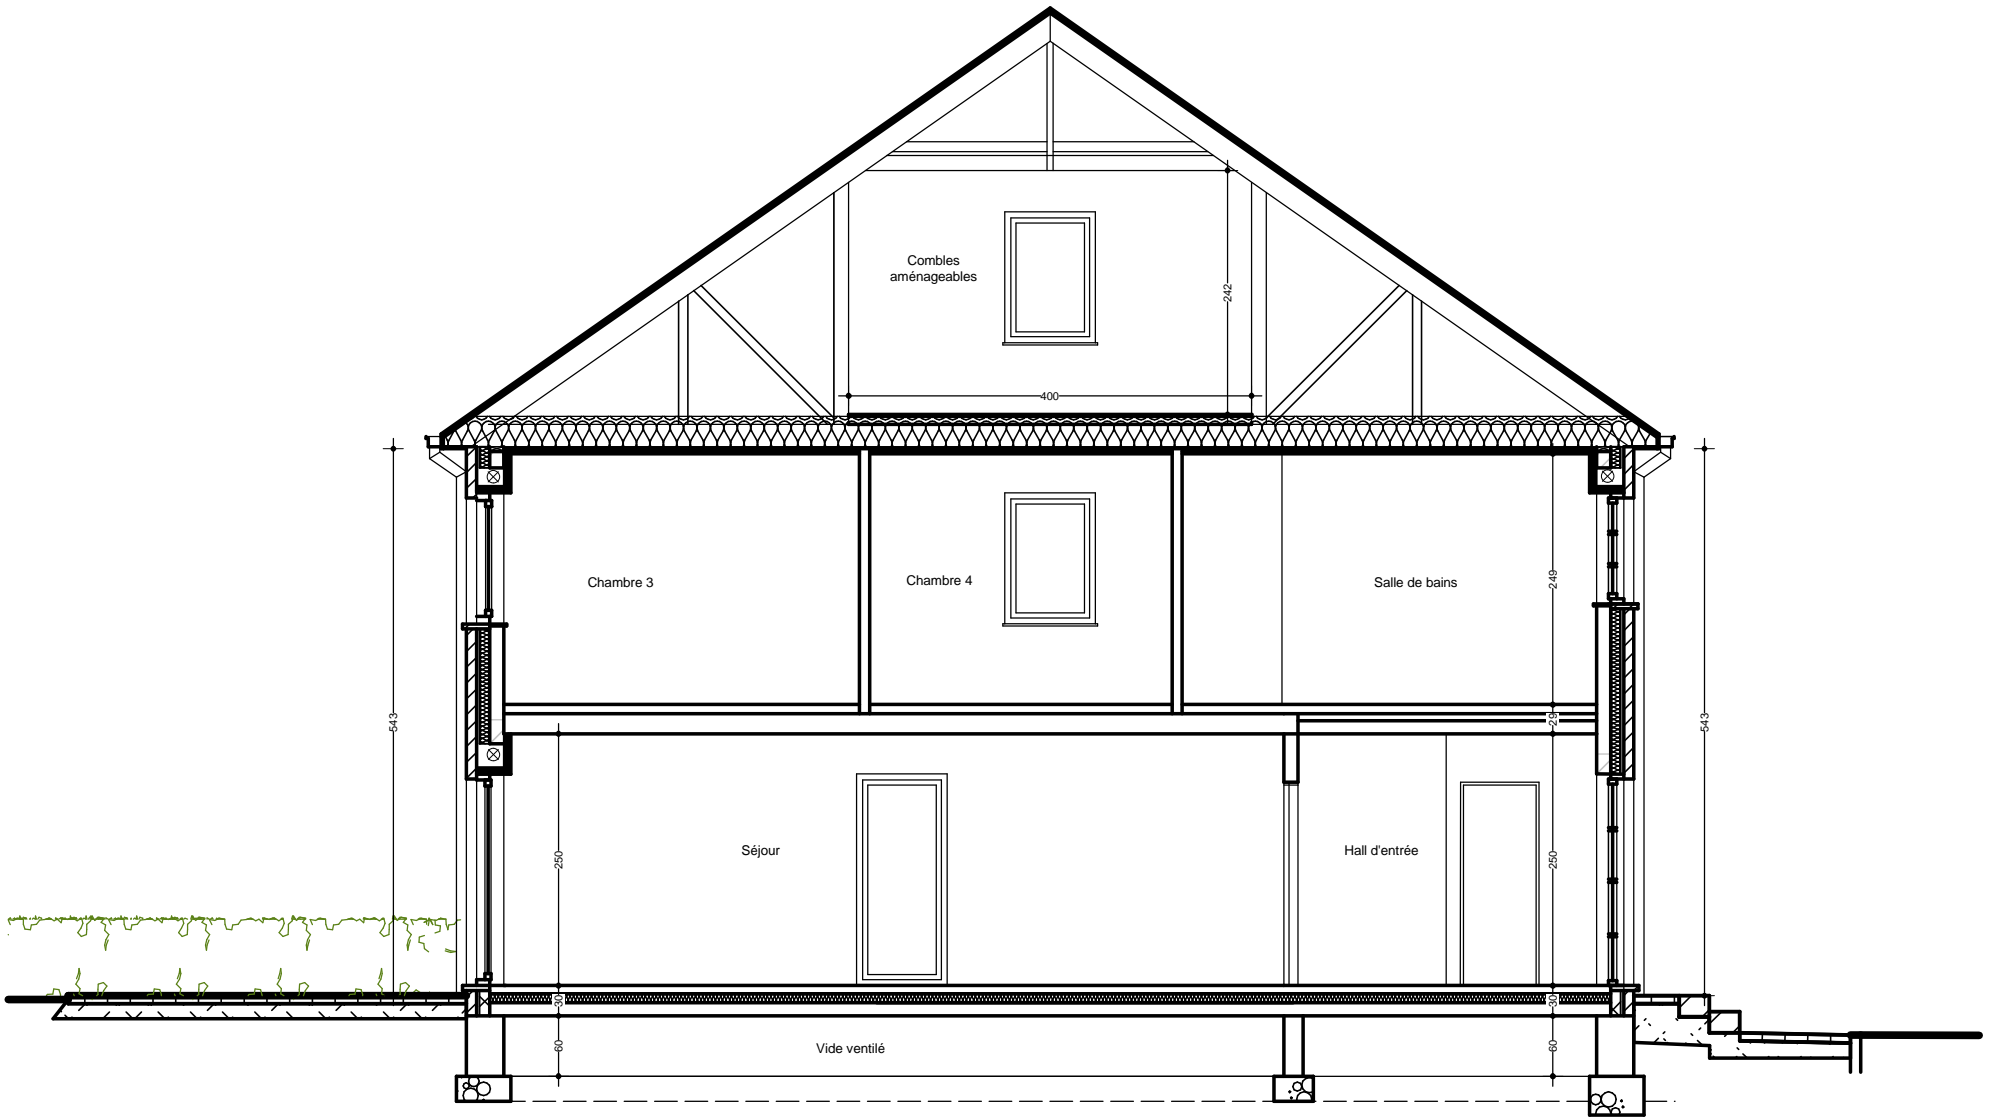 Combles
aménageables
242
400
Chambre 3
Chambre 4
Salle de bains
249
543
29
543
Séjour
Hall d'entrée
250
250
30
30
Vide ventilé
60
60